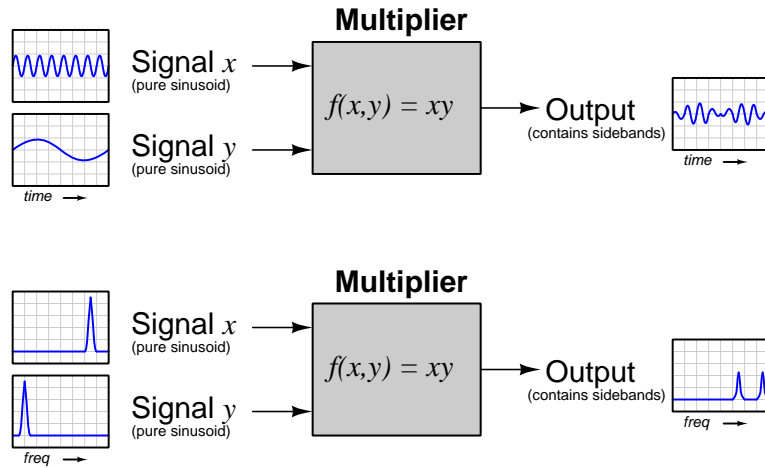 Multiplier
Signal x
(pure sinusoid)
f(x,y) = xy
Output
(contains sidebands)
time
Signal y
(pure sinusoid)
time
Multiplier
Signal x
(pure sinusoid)
f(x,y) = xy
Output
(contains sidebands)
Signal y
(pure sinusoid)
freq
freq